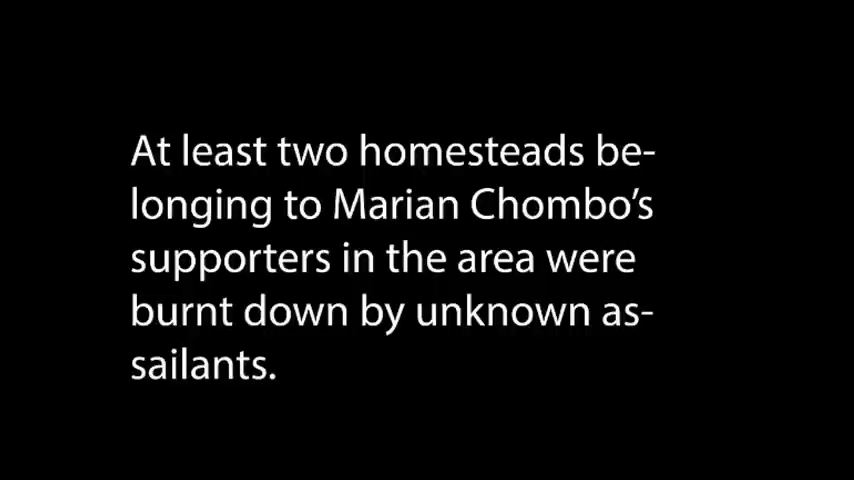 At least two homesteads be-
longing to Marian Chombo’s
supporters in the area were
burnt down by unknown as-
sailants.